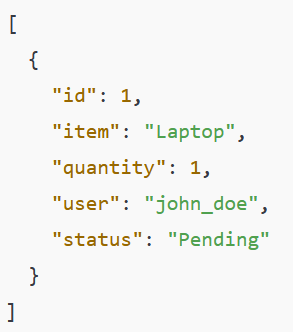 [
  {
    "id": 1,
    "item": "Laptop",
    "quantity": 1,
    "user": "john_doe",
    "status": "Pending"
  }
]